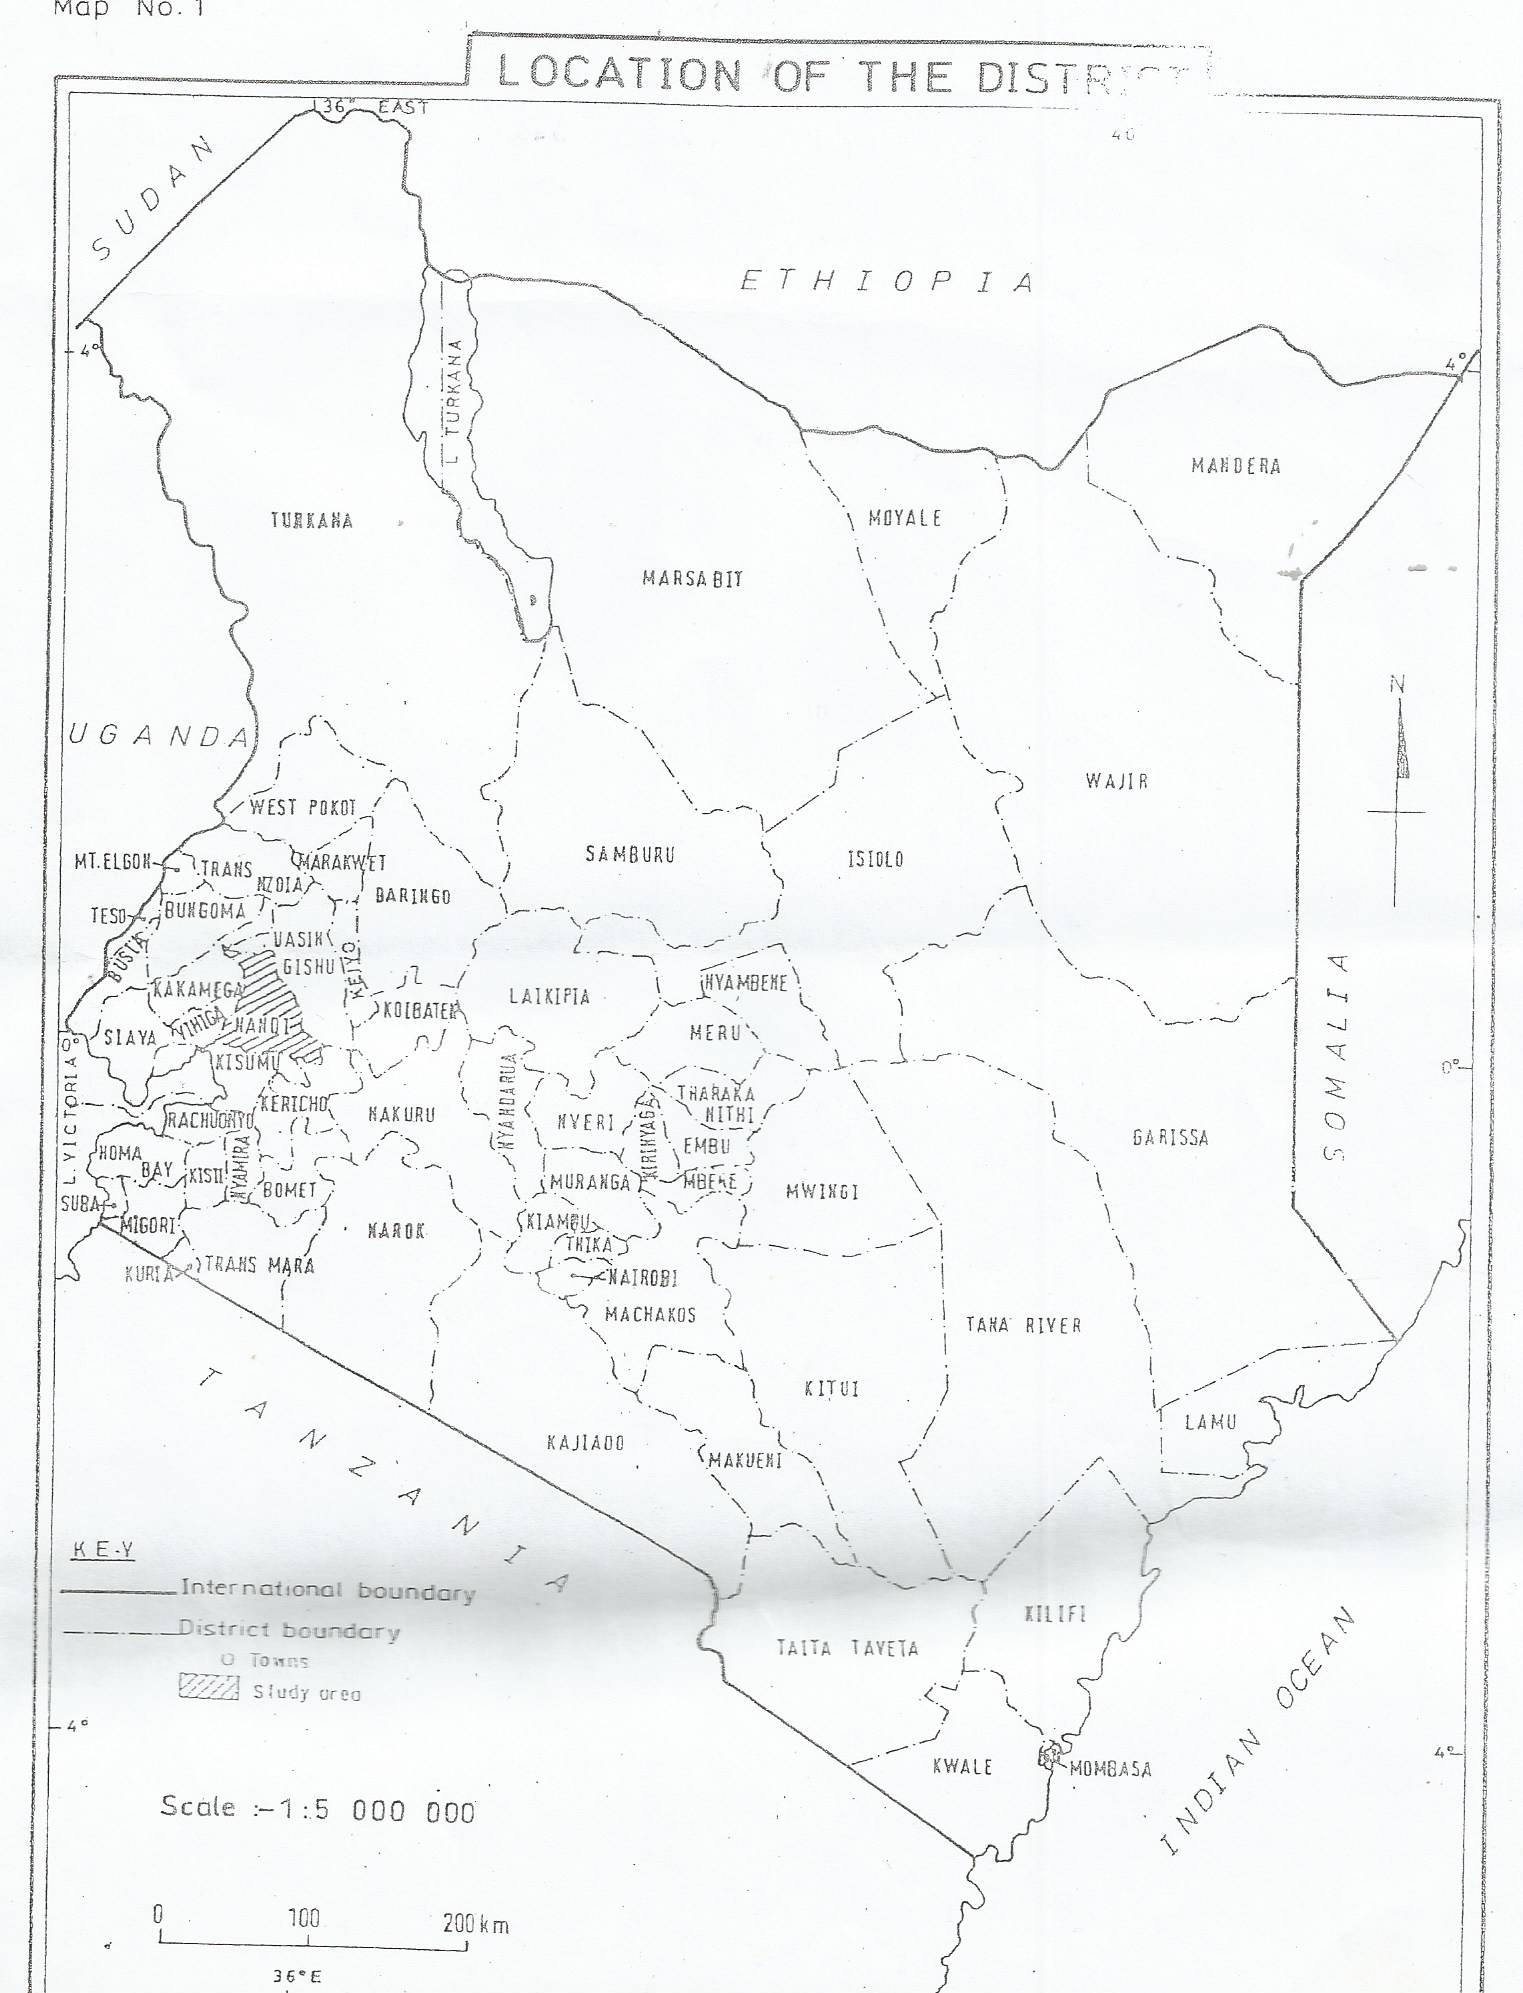 Map No. 1
LOCATION OF THE DISTRICT
36° EAST
40
SUDAN
ETHIOPIA
4°
4°
L TURKANA
MANDERA
TURKANA
MOYALE
MARSABIT
N
UGANDA
WAJIR
WEST POKOT
MT.ELGON
TRANS
NZOIA
MARAKWET
SAMBURU
ISIOLO
BARINGO
TESO
BUNGOMA
BUSIA
UASIN
GISHU
KEIYO
KAKAMEGA
KOIBATEK
LAIKIPIA
NYAMBENE
SIAYA
VIHIGA
NANDI
MERU
SOMALIA
0°
KISUMU
0°
L. VICTORIA
NYANDARUA
THARAKA
NITHI
KERICHO
RACHUONYO
NAKURU
NYERI
KIRINYAGA
GARISSA
HOMA
BAY
KISII
NYAMIRA
EMBU
BOMET
MURANGA
MBERE
MWINGI
SUBA
MIGORI
NAROK
KIAMBU
THIKA
KURIA
TRANS MARA
NAIROBI
MACHAKOS
TANA RIVER
KITUI
LAMU
TANZANIA
KAJIADO
MAKUENI
KEY
International boundary
District boundary
O Towns
Study area
KILIFI
TAITA TAVETA
INDIAN OCEAN
4°
4°
KWALE
MOMBASA
Scale :-1:5 000 000
0 100 200 km
36°E